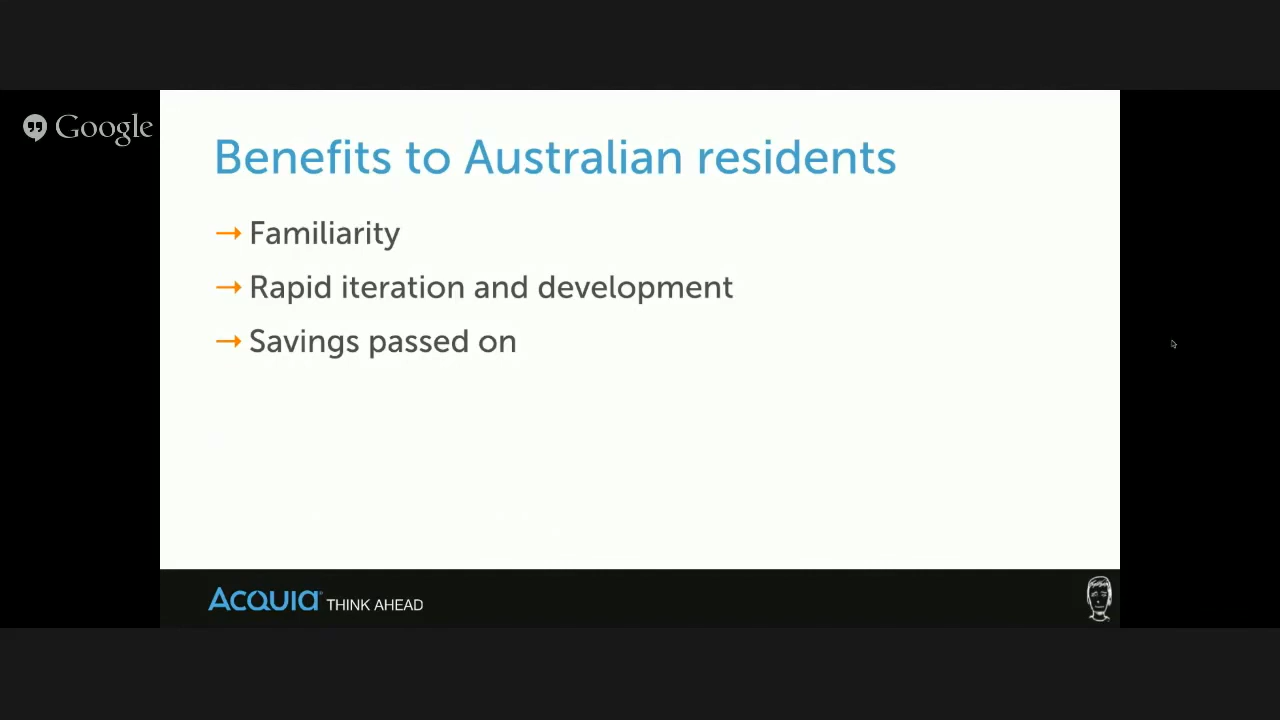 Google
Benefits to Australian residents
→ Familiarity
→ Rapid iteration and development
→ Savings passed on
Acquia THINK AHEAD